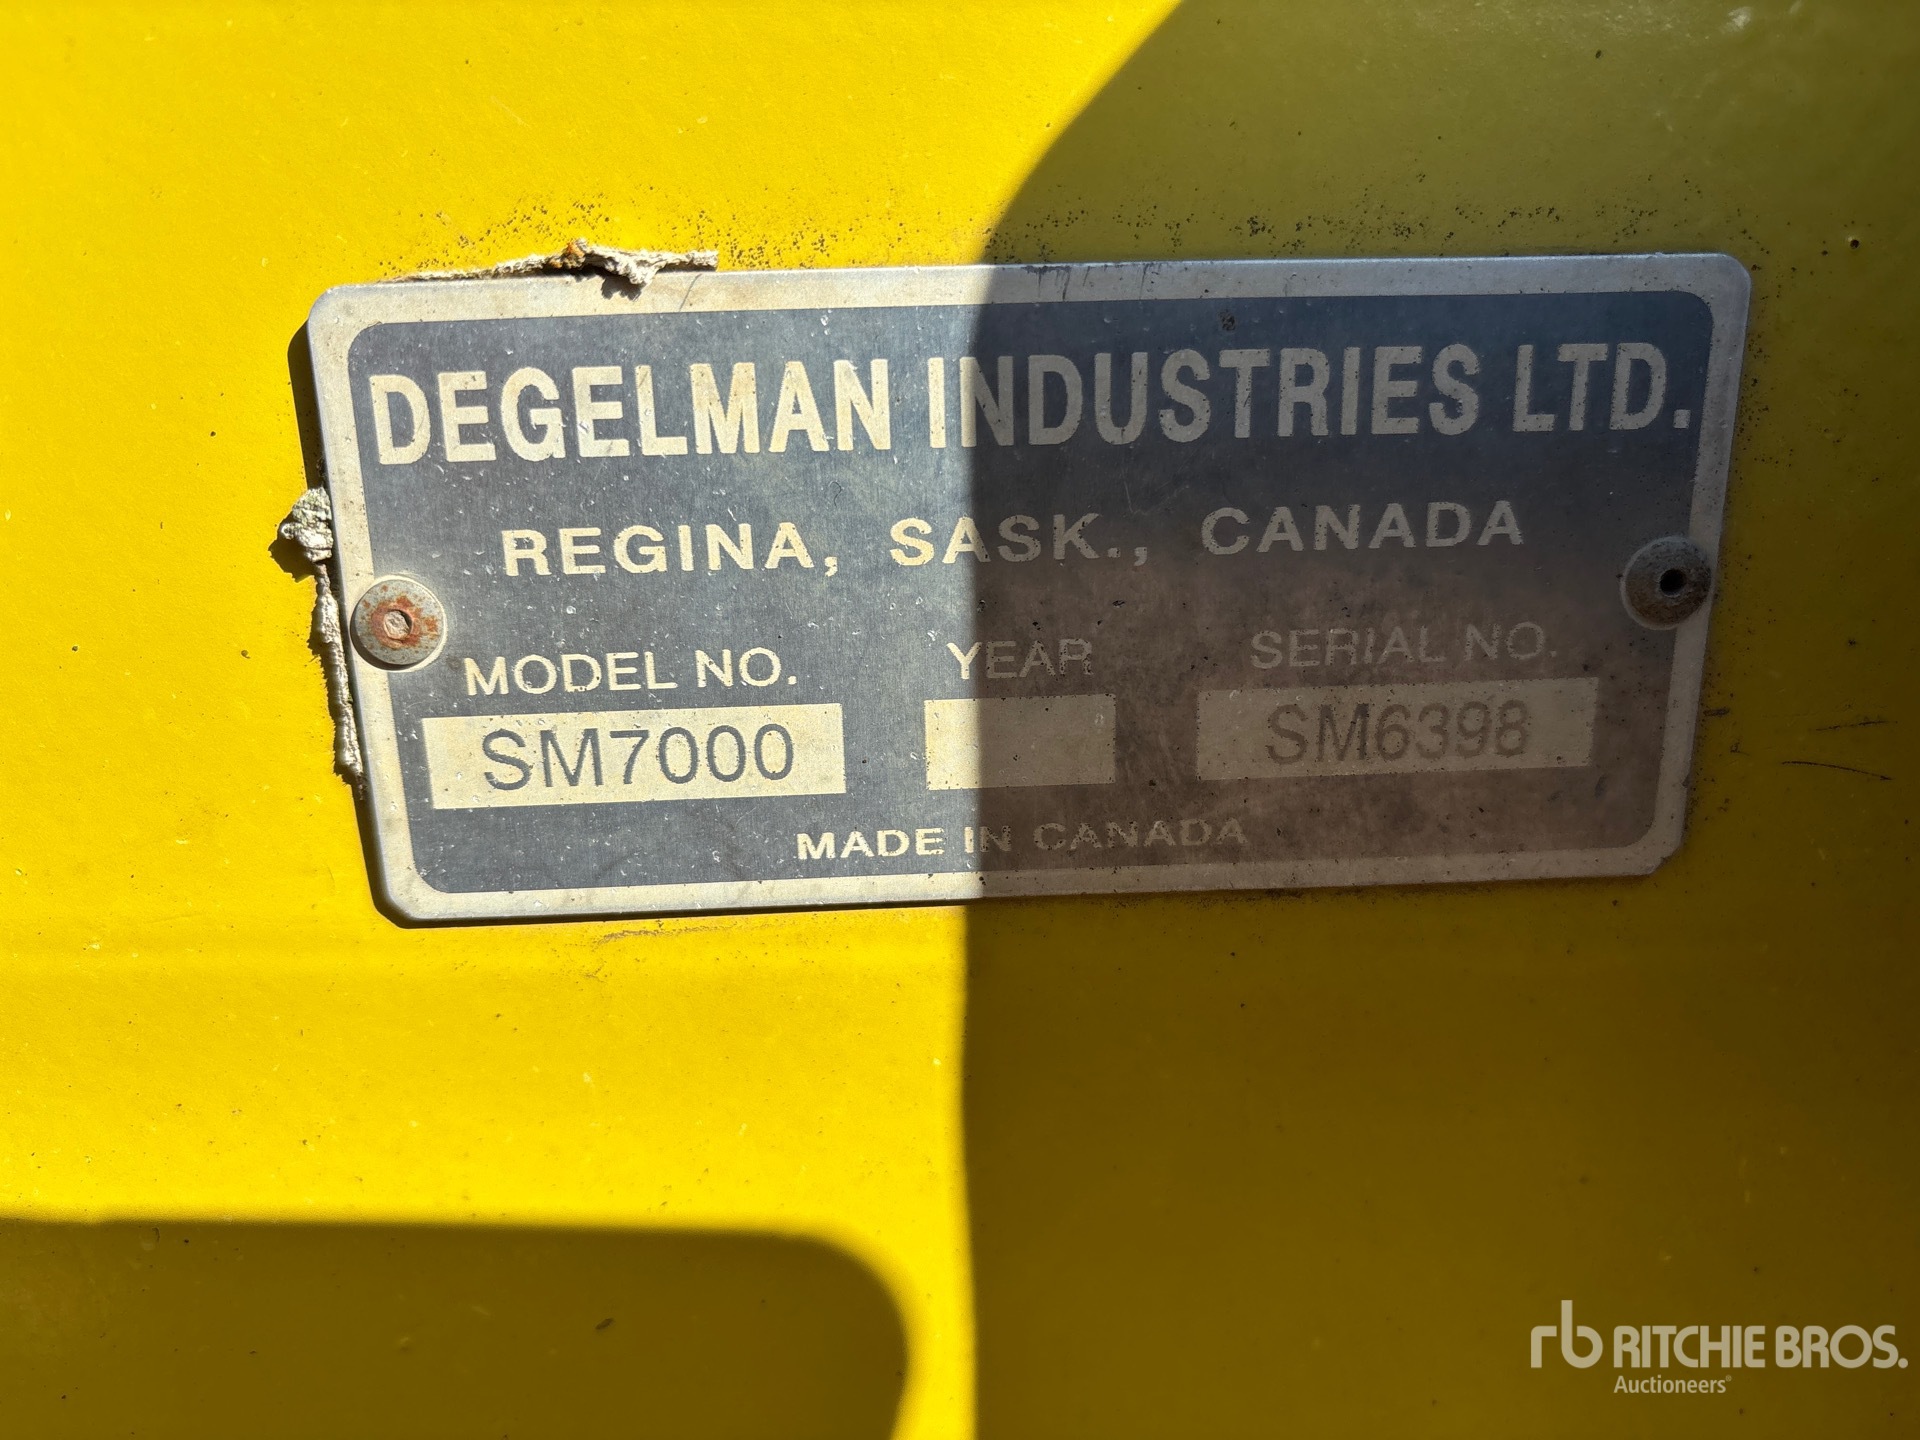 DEGELMAN INDUSTRIES LTD.
REGINA, SASK., CANADA
MODEL NO. YEAR SERIAL NO.
SM7000 SM6398
MADE IN CANADA
rb RITCHIE BROS.
Auctioneers®